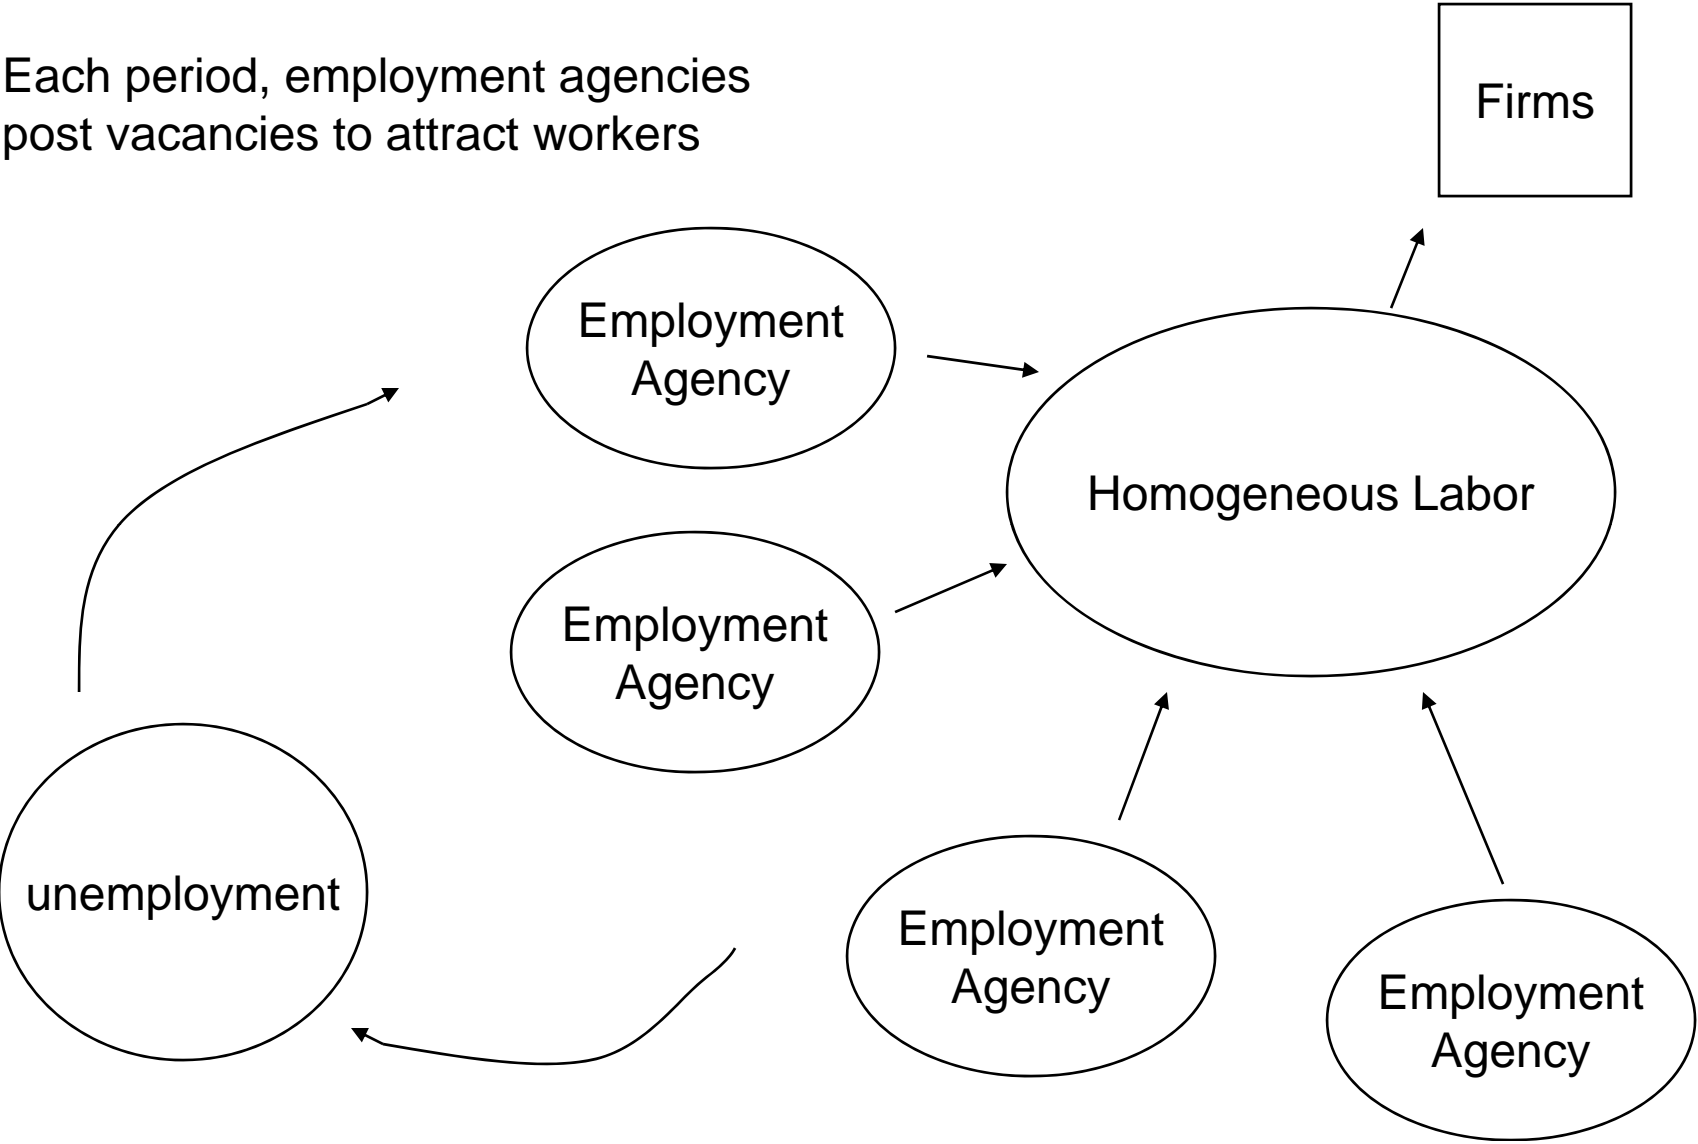 Each period, employment agencies
post vacancies to attract workers
Firms
Employment
Agency
Homogeneous Labor
Employment
Agency
unemployment
Employment
Agency
Employment
Agency